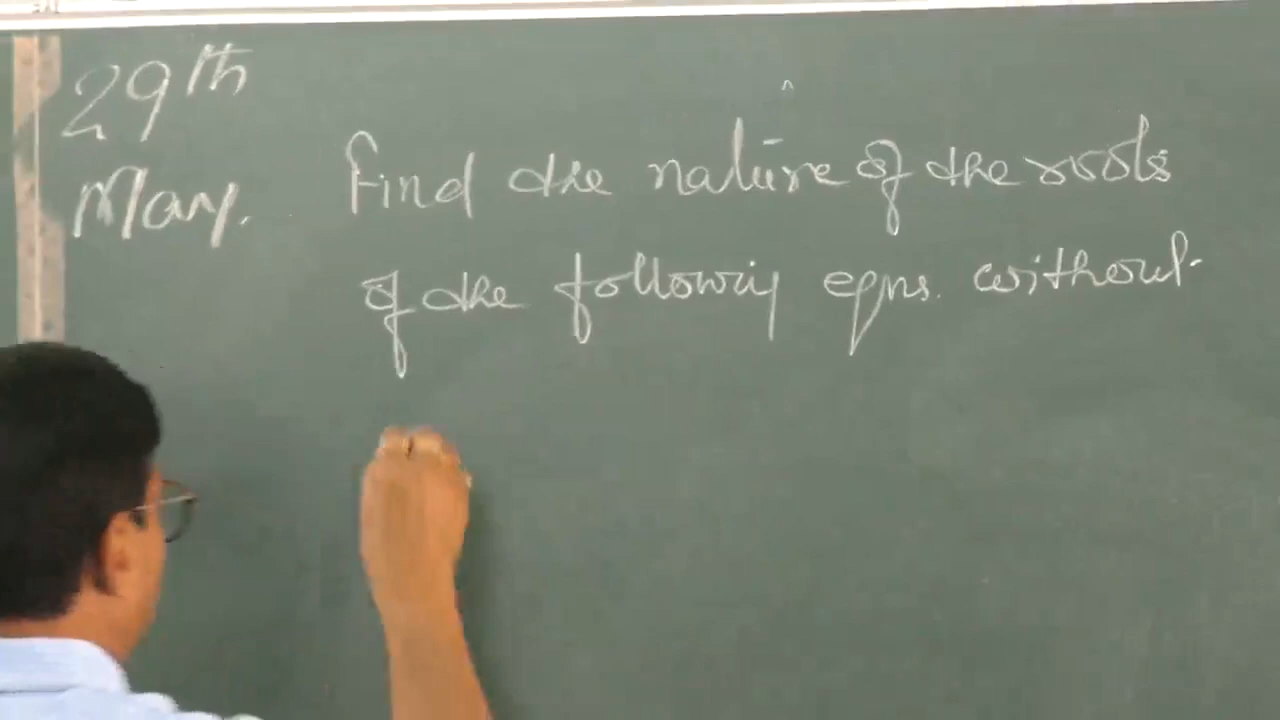 29th
May.
Find the nature of the roots
of the following eqns. without